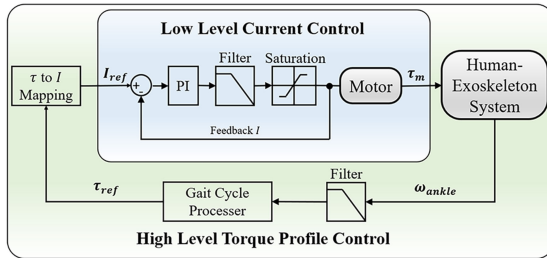 Low Level Current Control
τ to I
Mapping
I_ref
+
-
PI
Filter
Saturation
Motor
τ_m
Human-
Exoskeleton
System
Feedback I
τ_ref
Gait Cycle
Processer
Filter
ω_ankle
High Level Torque Profile Control